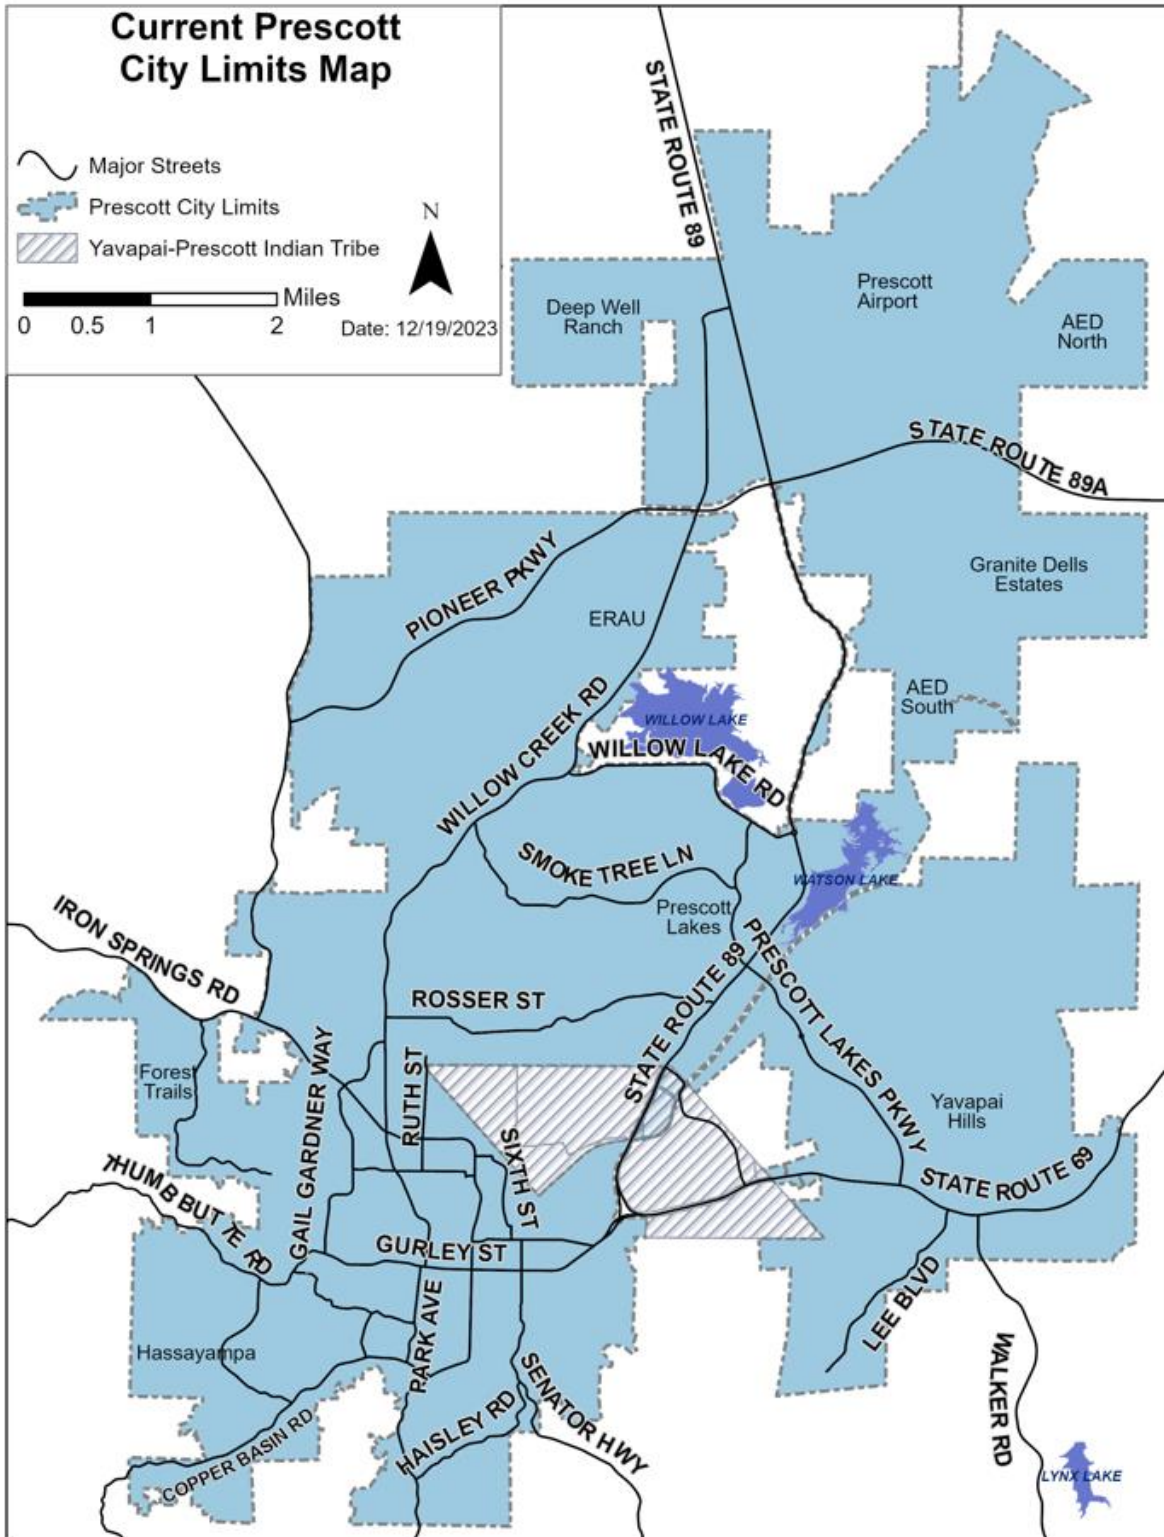 Current Prescott
City Limits Map
Major Streets
Prescott City Limits
Yavapai-Prescott Indian Tribe
N
Miles
0 0.5 1 2
Date: 12/19/2023
STATE ROUTE 89
Deep Well
Ranch
Prescott
Airport
AED
North
STATE ROUTE 89A
PIONEER PKWY
Granite Dells
Estates
ERAU
AED
South
WILLOW CREEK RD
WILLOW LAKE
WILLOW LAKE RD
SMOKE TREE LN
WATSON LAKE
Prescott
Lakes
IRON SPRINGS RD
PRESCOTT LAKES PKWY
STATE ROUTE 89
ROSSER ST
Forest
Trails
GAIL GARDNER WAY
RUTH ST
SIXTH ST
Yavapai
Hills
STATE ROUTE 69
THUMB BUTTE RD
GURLEY ST
PARK AVE
LEE BLVD
Hassayampa
SENATOR HWY
HAISLEY RD
WALKER RD
COPPER BASIN RD
LYNX LAKE